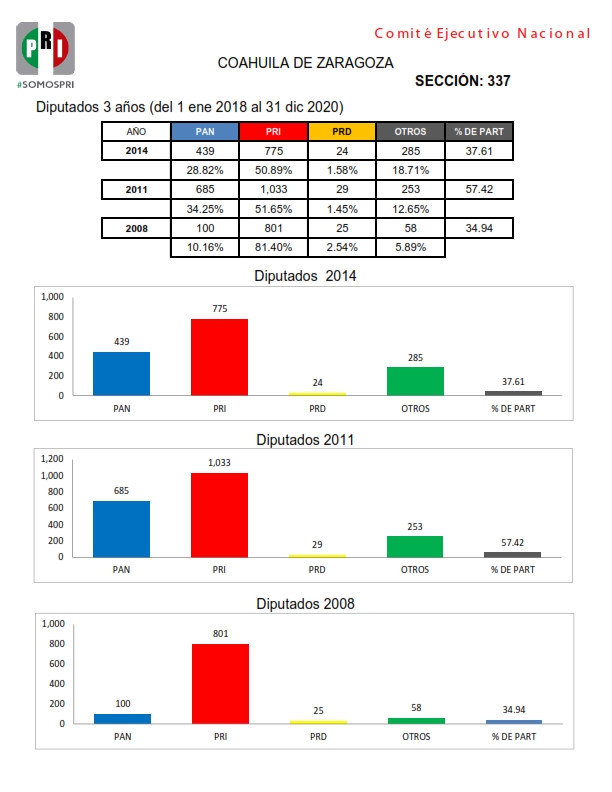 PRI
#SOMOSPRI
Comité Ejecutivo Nacional
COAHUILA DE ZARAGOZA
SECCIÓN: 337
Diputados 3 años (del 1 ene 2018 al 31 dic 2020)
AÑO PAN PRI PRD OTROS % DE PART
2014 439 775 24 285 37.61
28.82% 50.89% 1.58% 18.71%
2011 685 1,033 29 253 57.42
34.25% 51.65% 1.45% 12.65%
2008 100 801 25 58 34.94
10.16% 81.40% 2.54% 5.89%
Diputados 2014
1,000
800
600
400
200
0
439 775 24 285 37.61
PAN PRI PRD OTROS % DE PART
Diputados 2011
1,200
1,000
800
600
400
200
0
685 1,033 29 253 57.42
PAN PRI PRD OTROS % DE PART
Diputados 2008
1,000
800
600
400
200
0
100 801 25 58 34.94
PAN PRI PRD OTROS % DE PART